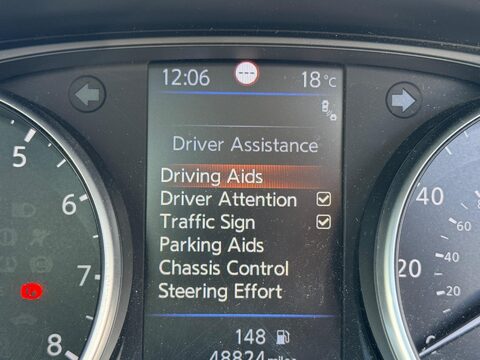 12:06 --- 18°C
Driver Assistance
Driving Aids
Driver Attention
Traffic Sign
Parking Aids
Chassis Control
Steering Effort
148
48824 miles
5
6
7
8
40
20
60
40
20